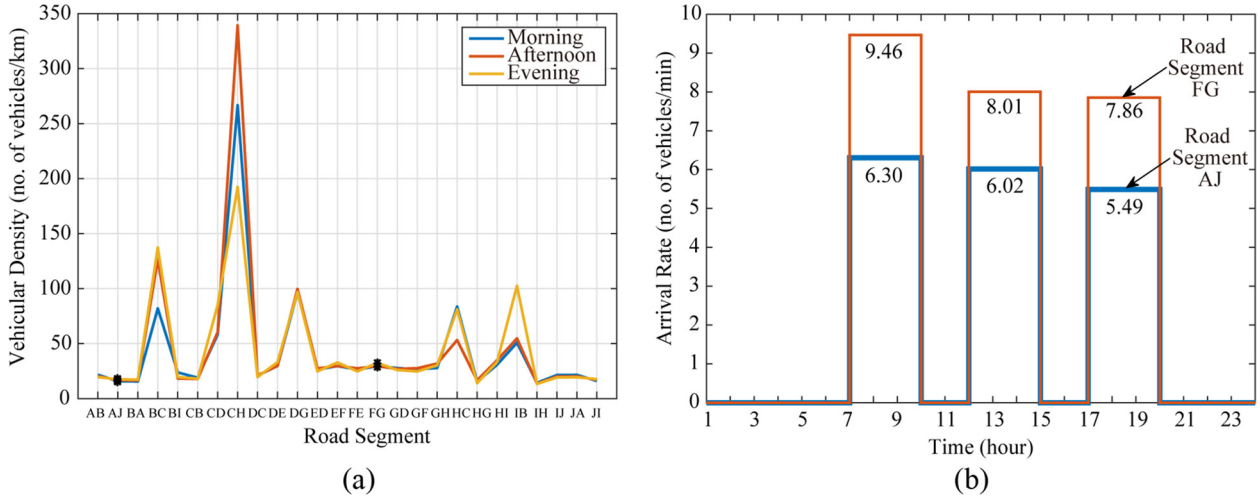 350
300
250
200
150
100
50
0
Vehicular Density (no. of vehicles/km)
Morning
Afternoon
Evening
AB AJ BA BC BI CB CD CH DC DE DG ED EF FE FG GD GF GH HC HG HI IB IH IJ JA JI
Road Segment
(a)
10
9
8
7
6
5
4
3
2
1
0
Arrival Rate (no. of vehicles/min)
9.46
8.01
7.86
6.30
6.02
5.49
Road
Segment
FG
Road
Segment
AJ
1 3 5 7 9 11 13 15 17 19 21 23
Time (hour)
(b)